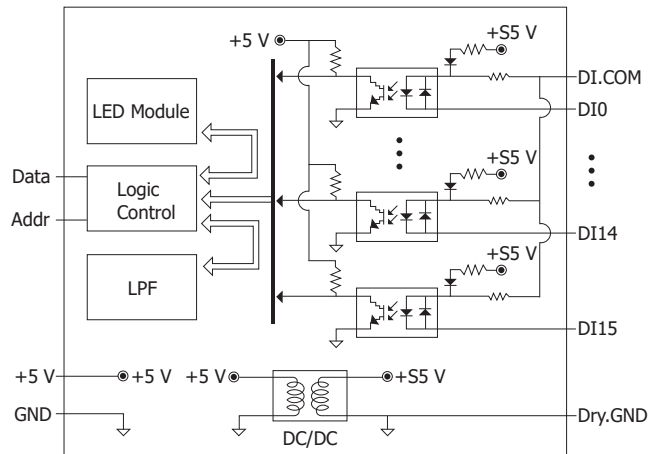 +5 V
+S5 V
LED Module
DI.COM
DI0
Data
Logic
Control
+S5 V
Addr
DI14
LPF
+S5 V
DI15
+5 V
+5 V
+5 V
+S5 V
GND
DC/DC
Dry.GND